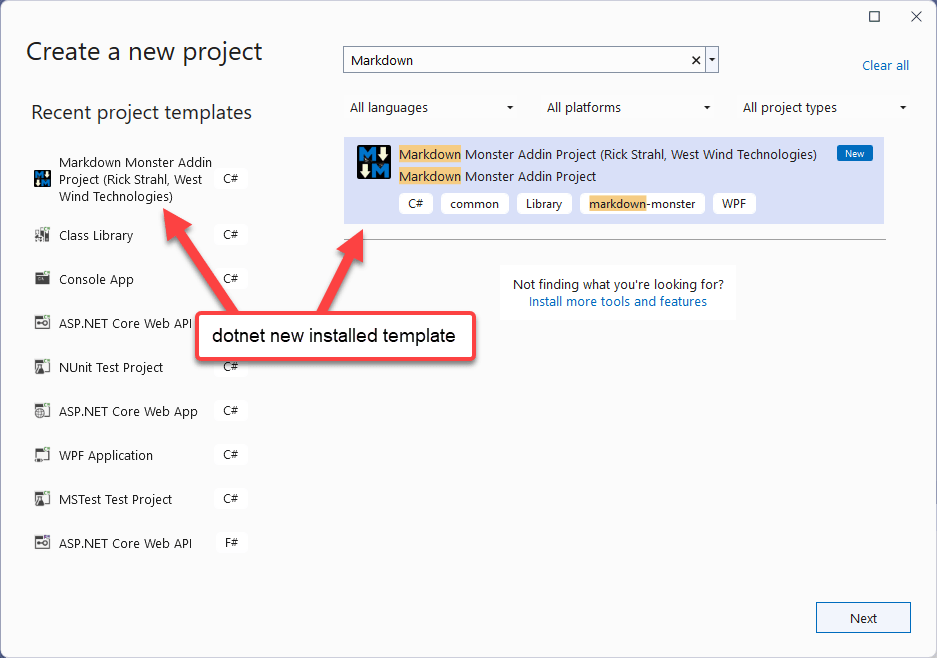 Create a new project
Markdown
Clear all
Recent project templates
All languages
All platforms
All project types
Markdown Monster Addin
Project (Rick Strahl, West
Wind Technologies)
C#
Class Library
C#
Console App
C#
ASP.NET Core Web API
NUnit Test Project
C#
ASP.NET Core Web App
C#
WPF Application
C#
MSTest Test Project
C#
ASP.NET Core Web API
F#
Markdown Monster Addin Project (Rick Strahl, West Wind Technologies)
New
Markdown Monster Addin Project
C#
common
Library
markdown-monster
WPF
Not finding what you're looking for?
Install more tools and features
dotnet new installed template
Next